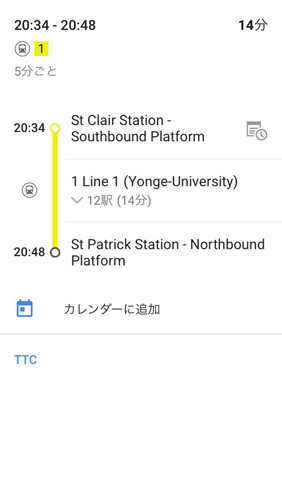 20:34 - 20:48 14分
1
5分ごと
20:34 St Clair Station -
Southbound Platform
1 Line 1 (Yonge-University)
12駅 (14分)
20:48 St Patrick Station - Northbound
Platform
カレンダーに追加
TTC